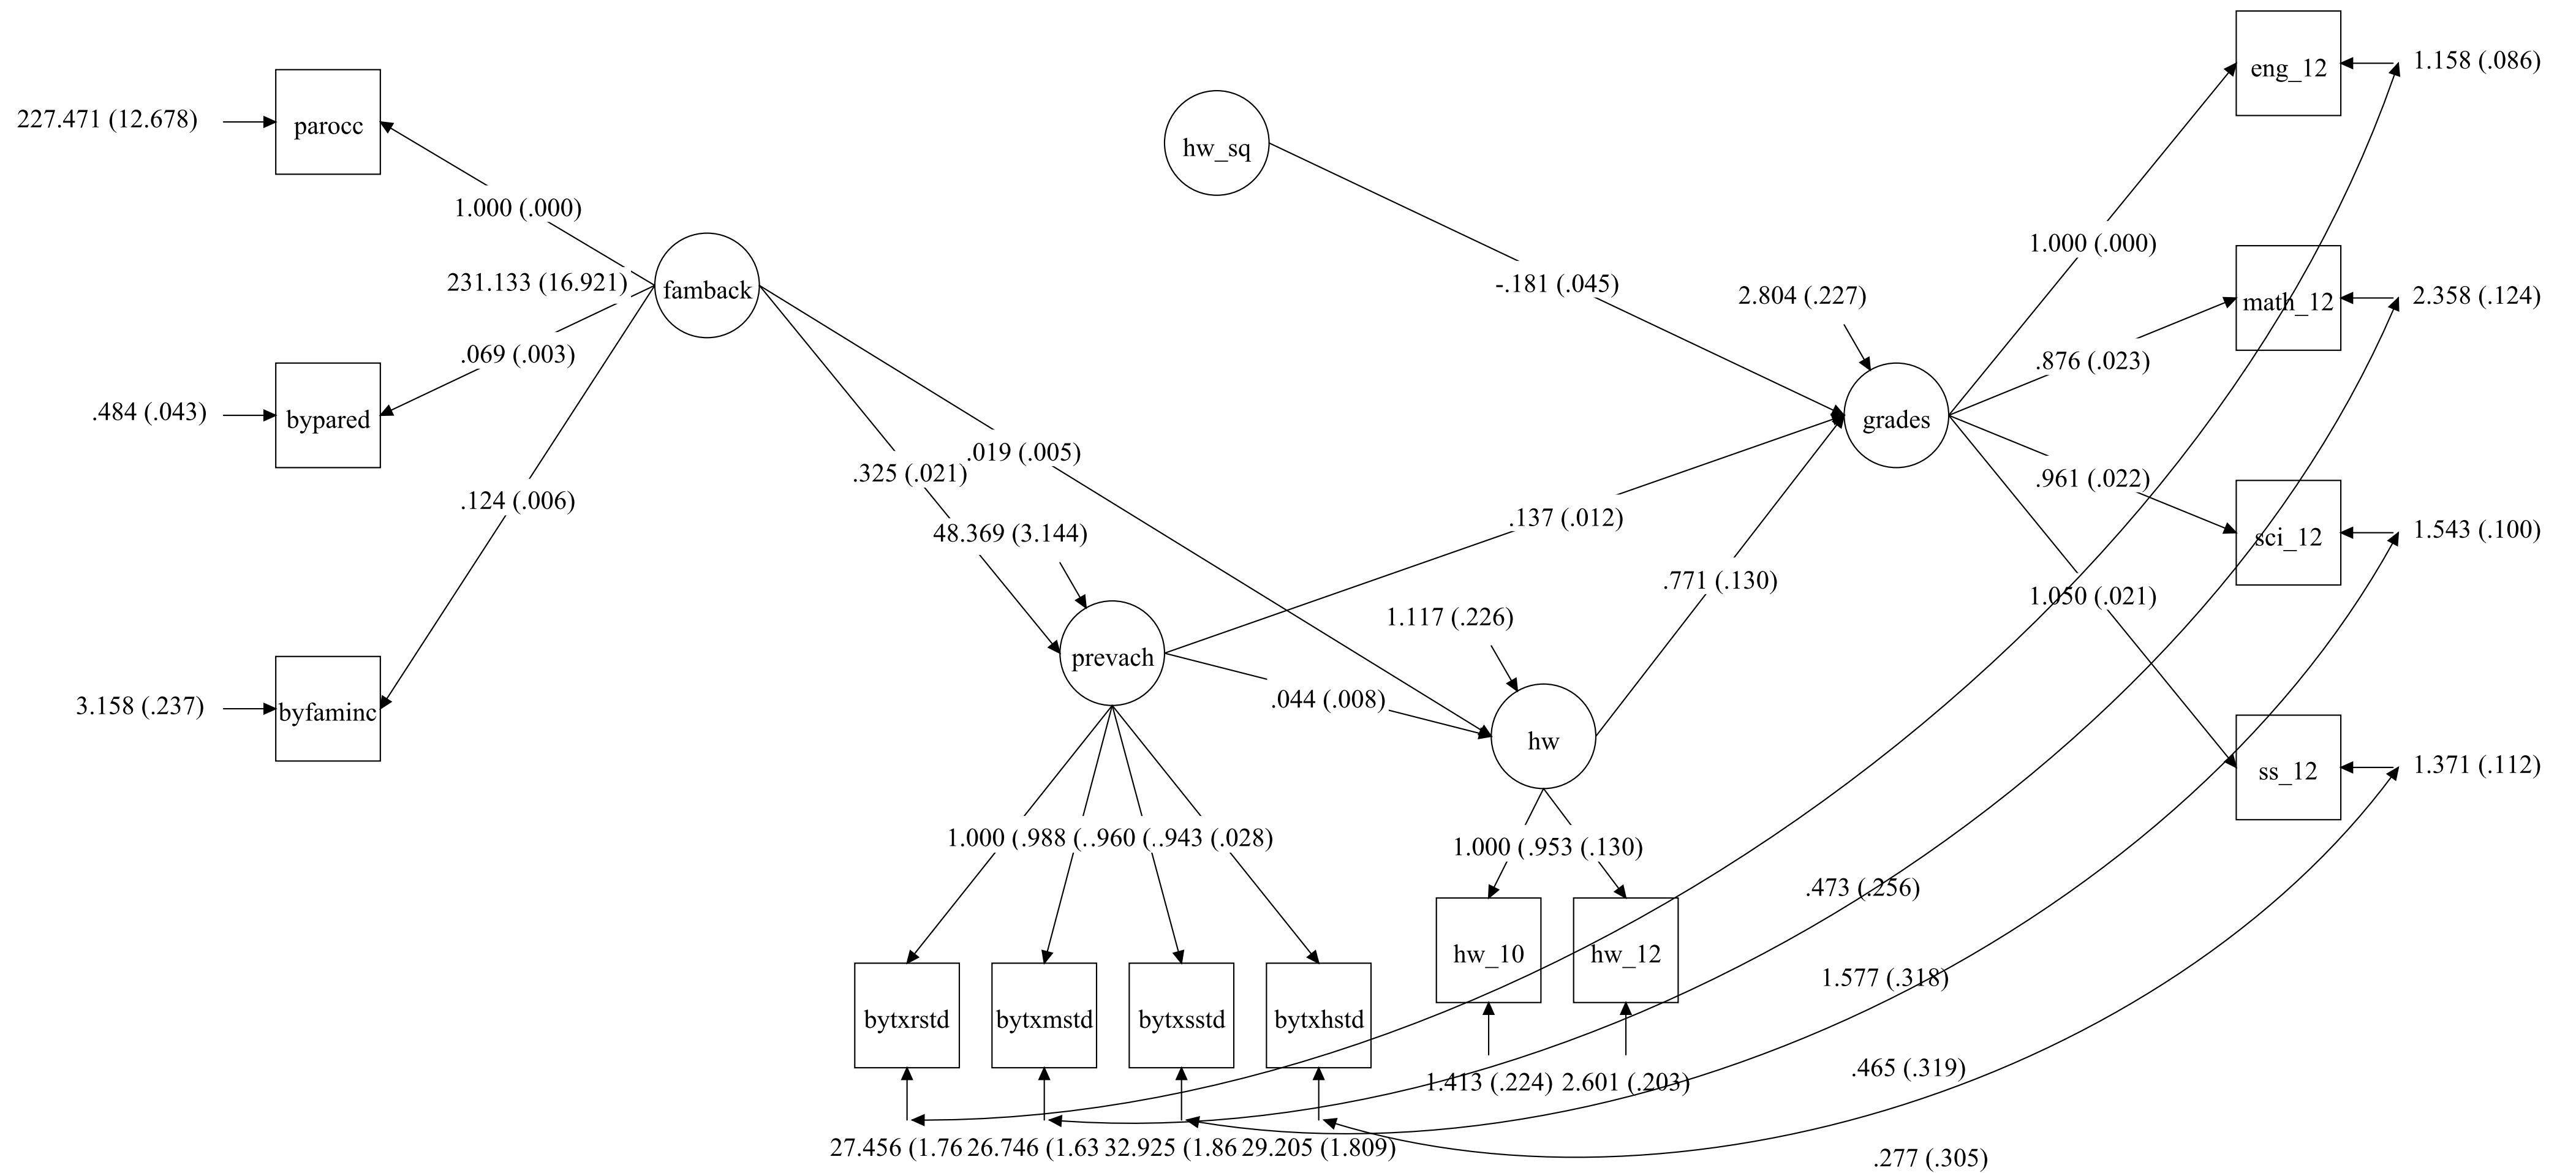 eng_12
1.158 (.086)
parocc
227.471 (12.678)
hw_sq
1.000 (.000)
1.000 (.000)
231.133 (16.921)
famback
-.181 (.045)
2.804 (.227)
math_12
2.358 (.124)
.069 (.003)
.876 (.023)
.484 (.043)
bypared
grades
.019 (.005)
.325 (.021)
.961 (.022)
.124 (.006)
.137 (.012)
48.369 (3.144)
sci_12
1.543 (.100)
.771 (.130)
1.050 (.021)
1.117 (.226)
prevach
.044 (.008)
3.158 (.237)
byfaminc
hw
ss_12
1.371 (.112)
1.000 (.988 (..960 (..943 (.028)
1.000 (.953 (.130)
.473 (.256)
hw_10
hw_12
1.577 (.318)
bytxrstd
bytxmstd
bytxsstd
bytxhstd
.465 (.319)
1.413 (.224)
2.601 (.203)
27.456 (1.76
26.746 (1.63
32.925 (1.86
29.205 (1.809)
.277 (.305)